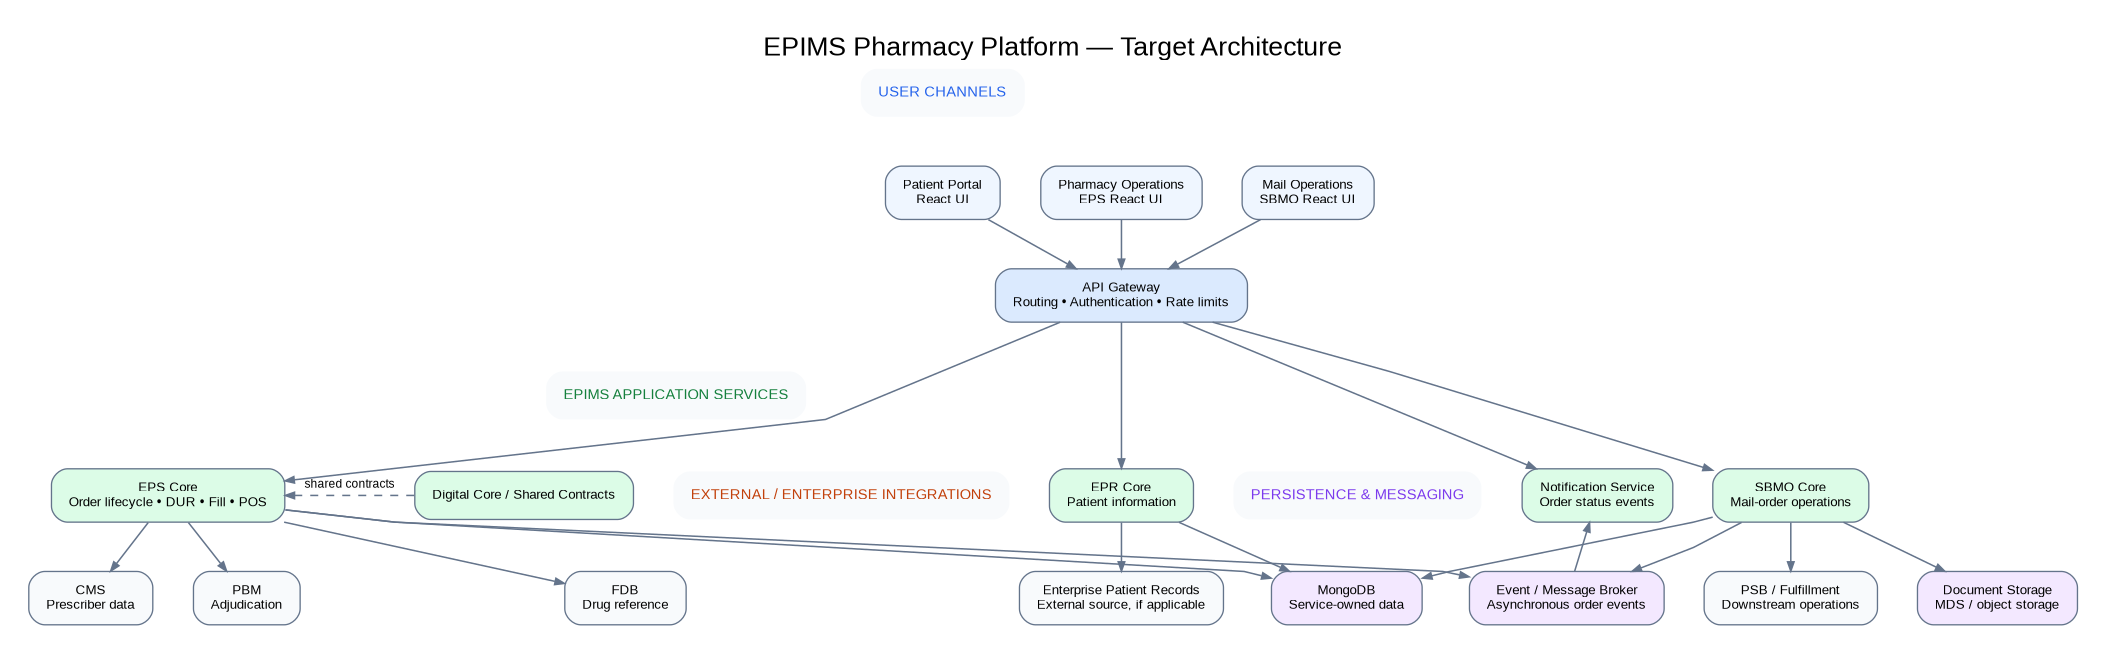 EPIMS Pharmacy Platform — Target Architecture
USER CHANNELS
Patient Portal
React UI
Pharmacy Operations
EPS React UI
Mail Operations
SBMO React UI
API Gateway
Routing • Authentication • Rate limits
EPIMS APPLICATION SERVICES
EPS Core
Order lifecycle • DUR • Fill • POS
shared contracts
Digital Core / Shared Contracts
EXTERNAL / ENTERPRISE INTEGRATIONS
EPR Core
Patient information
PERSISTENCE & MESSAGING
Notification Service
Order status events
SBMO Core
Mail-order operations
CMS
Prescriber data
PBM
Adjudication
FDB
Drug reference
Enterprise Patient Records
External source, if applicable
MongoDB
Service-owned data
Event / Message Broker
Asynchronous order events
PSB / Fulfillment
Downstream operations
Document Storage
MDS / object storage